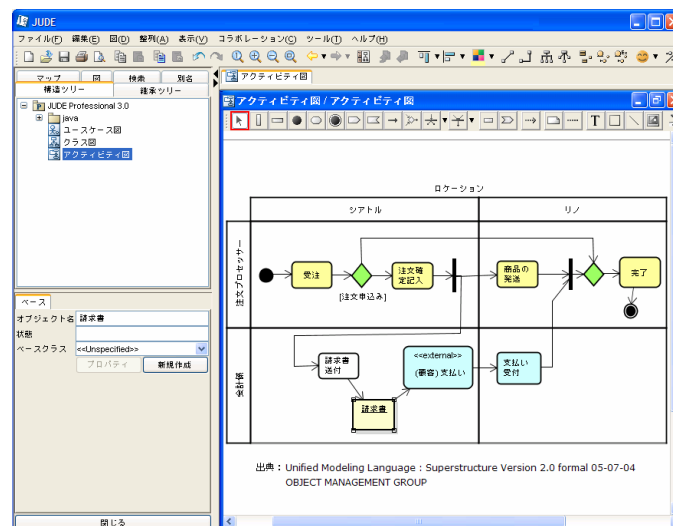 JUDE
ファイル(F) 編集(E) 図(D) 整列(A) 表示(V) コラボレーション(C) ツール(T) ヘルプ(H)
マップ 図 検索 別名
構造ツリー 継承ツリー
JUDE Professional 3.0
java
ユースケース図
クラス図
アクティビティ図
ベース
オブジェクト名 請求書
状態
ベースクラス <<Unspecified>>
プロパティ 新規作成
閉じる
アクティビティ図
アクティビティ図 / アクティビティ図
T
ロケーション
シアトル リノ
注文プロセッサー
受注
注文確
定記入
[注文申込み]
商品の
発送
完了
会計係
請求書
送付
請求書
<<external>>
(顧客) 支払い
支払い
受付
出典：Unified Modeling Language : Superstructure Version 2.0 formal 05-07-04
OBJECT MANAGEMENT GROUP